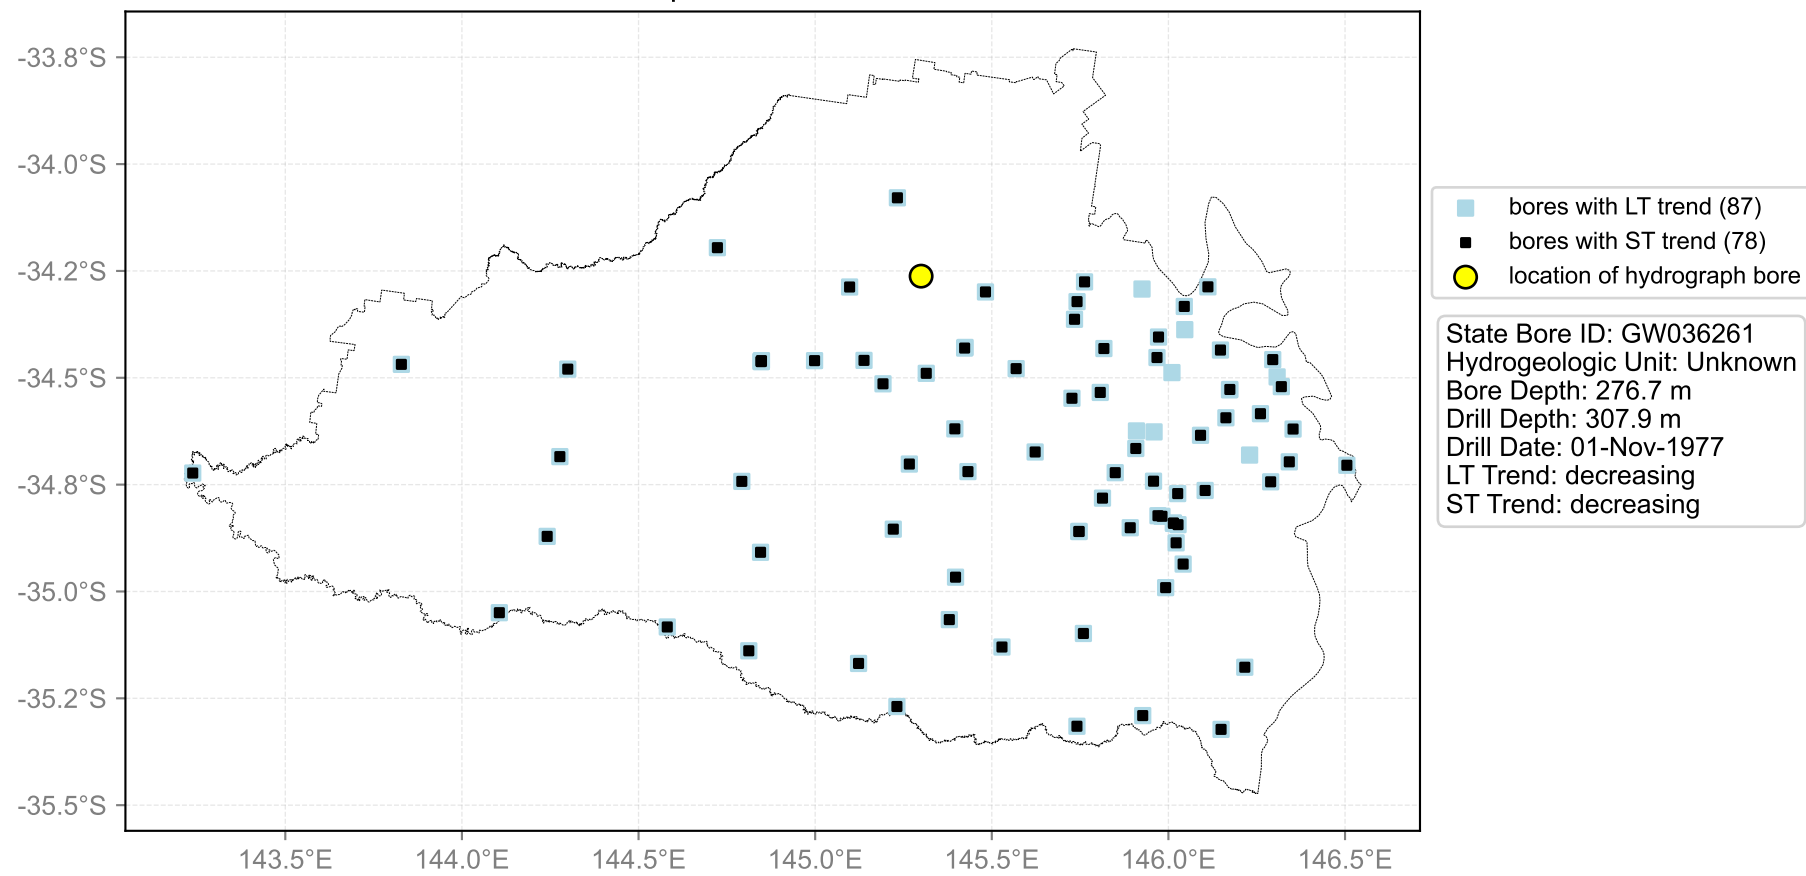 -33.8°S
-34.0°S
-34.2°S
-34.5°S
-34.8°S
-35.0°S
-35.2°S
-35.5°S
143.5°E
144.0°E
144.5°E
145.0°E
145.5°E
146.0°E
146.5°E
bores with LT trend (87)
bores with ST trend (78)
location of hydrograph bore
State Bore ID: GW036261
Hydrogeologic Unit: Unknown
Bore Depth: 276.7 m
Drill Depth: 307.9 m
Drill Date: 01-Nov-1977
LT Trend: decreasing
ST Trend: decreasing